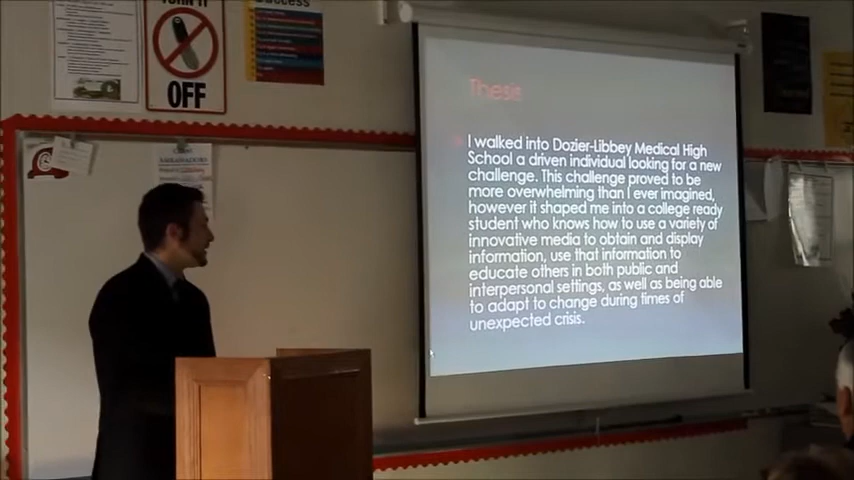 OFF
Thesis
I walked into Dozier-Libbey Medical High
School a driven individual looking for a new
challenge. This challenge proved to be
more overwhelming than I ever imagined,
however it shaped me into a college ready
student who knows how to use a variety of
innovative media to obtain and display
information, use that information to
educate others in both public and
interpersonal settings, as well as being able
to adapt to change during times of
unexpected crisis.